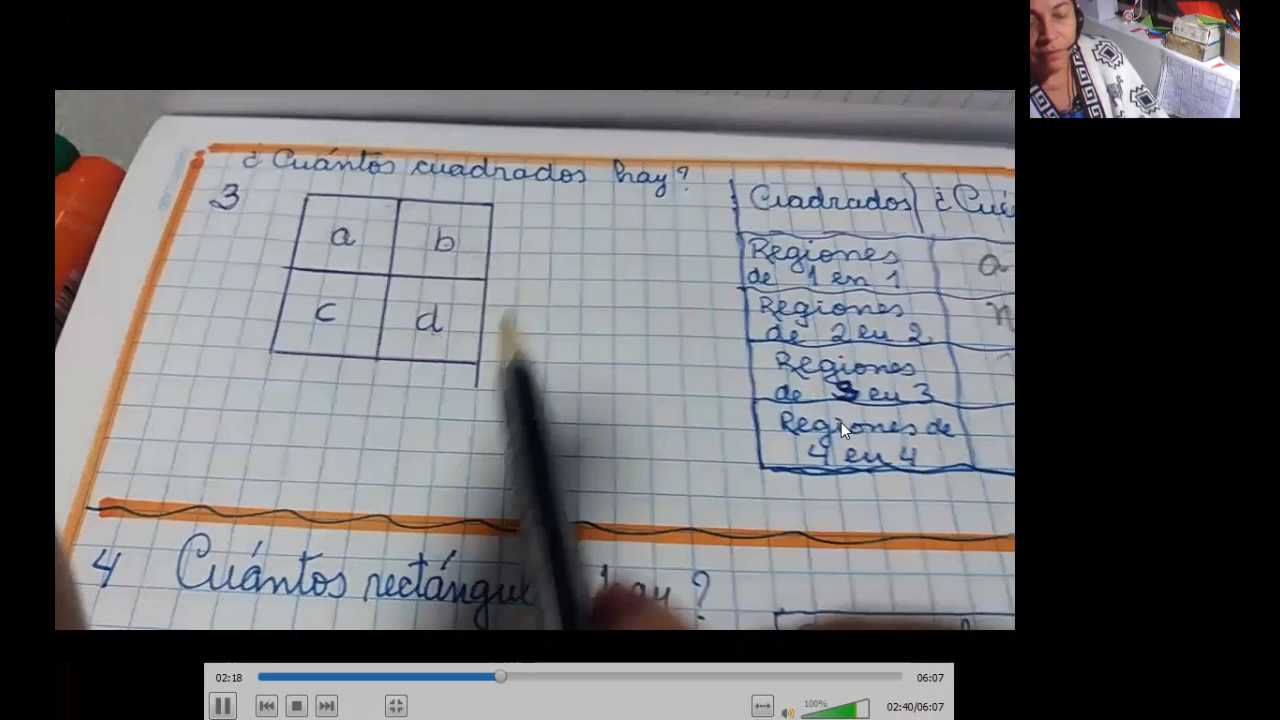 ¿Cuántos cuadrados hay?
3
a b
c d
Cuadrados
Regiones
de 1 en 1
a
Regiones
de 2 en 2
Regiones
de 3 en 3
Regiones de
4 en 4
4 Cuántos hay?
02:18
06:07
100%
02:40/06:07